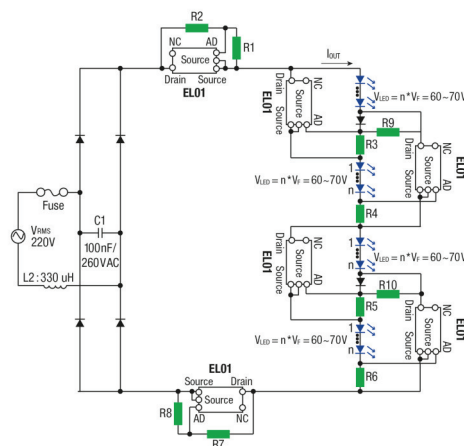 R2
NC AD
Source
R1
Drain Source
EL01
IOUT
NC
EL01
Source
Drain
Source
AD
VLED = n*VF = 60~70V
R9
R3
NC
Source
Drain
Source
AD
EL01
VLED = n*VF = 60~70V
1
n
R4
Fuse
VRMS
220V
C1
100nF/
260VAC
L2:330 uH
NC
EL01
Source
Drain
Source
AD
1
n
VLED = n*VF = 60~70V
R10
R5
NC
Source
Drain
Source
AD
EL01
VLED = n*VF = 60~70V
1
n
R6
EL01
Source Drain
Source
R8
AD NC
R7